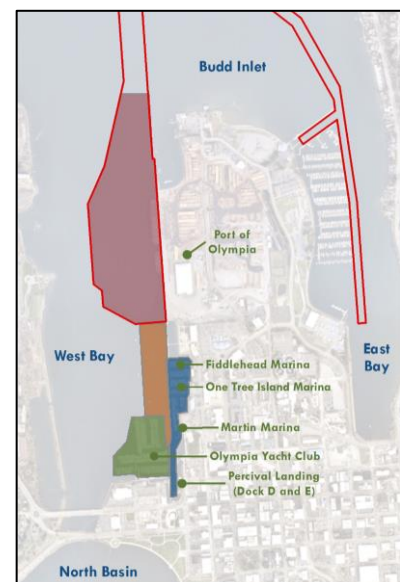 Budd Inlet
Port of
Olympia
West Bay
East
Bay
Fiddlehead Marina
One Tree Island Marina
Martin Marina
Olympia Yacht Club
Percival Landing
(Dock D and E)
North Basin